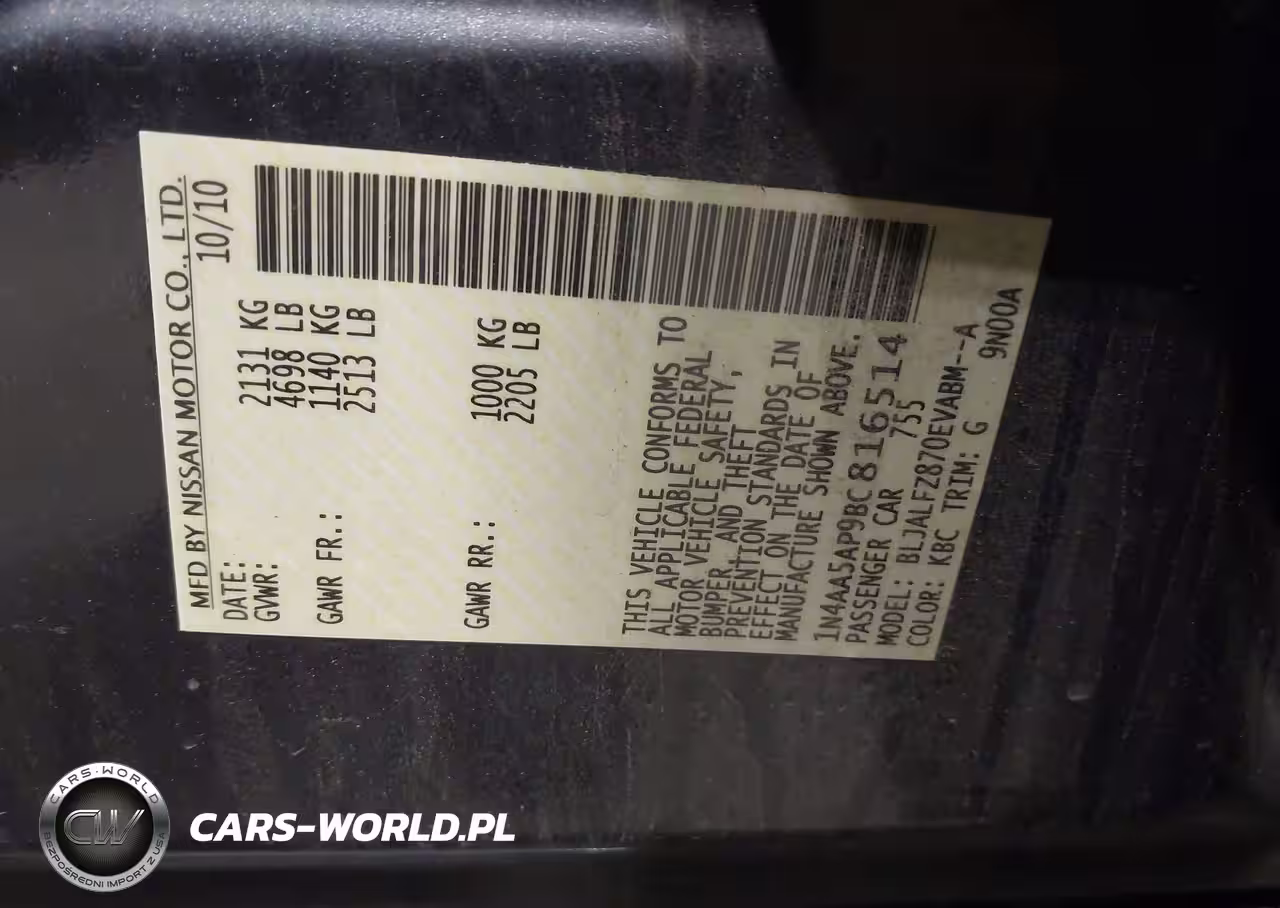 MFD BY NISSAN MOTOR CO., LTD.
DATE: 10/10
GVWR: 2131 KG
4698 LB
GAWR FR.: 1140 KG
2513 LB
GAWR RR.: 1000 KG
2205 LB
THIS VEHICLE CONFORMS TO
ALL APPLICABLE FEDERAL
MOTOR VEHICLE SAFETY,
BUMPER, AND THEFT
PREVENTION STANDARDS IN
EFFECT ON THE DATE OF
MANUFACTURE SHOWN ABOVE.
1N4AA5AP9BC816514
PASSENGER CAR 755
MODEL: BLJALFZ870EVABM--A
COLOR: KBC TRIM: G 9N00A
CARS-WORLD
CW
BEZPOŚREDNI IMPORT Z USA
CARS-WORLD.PL